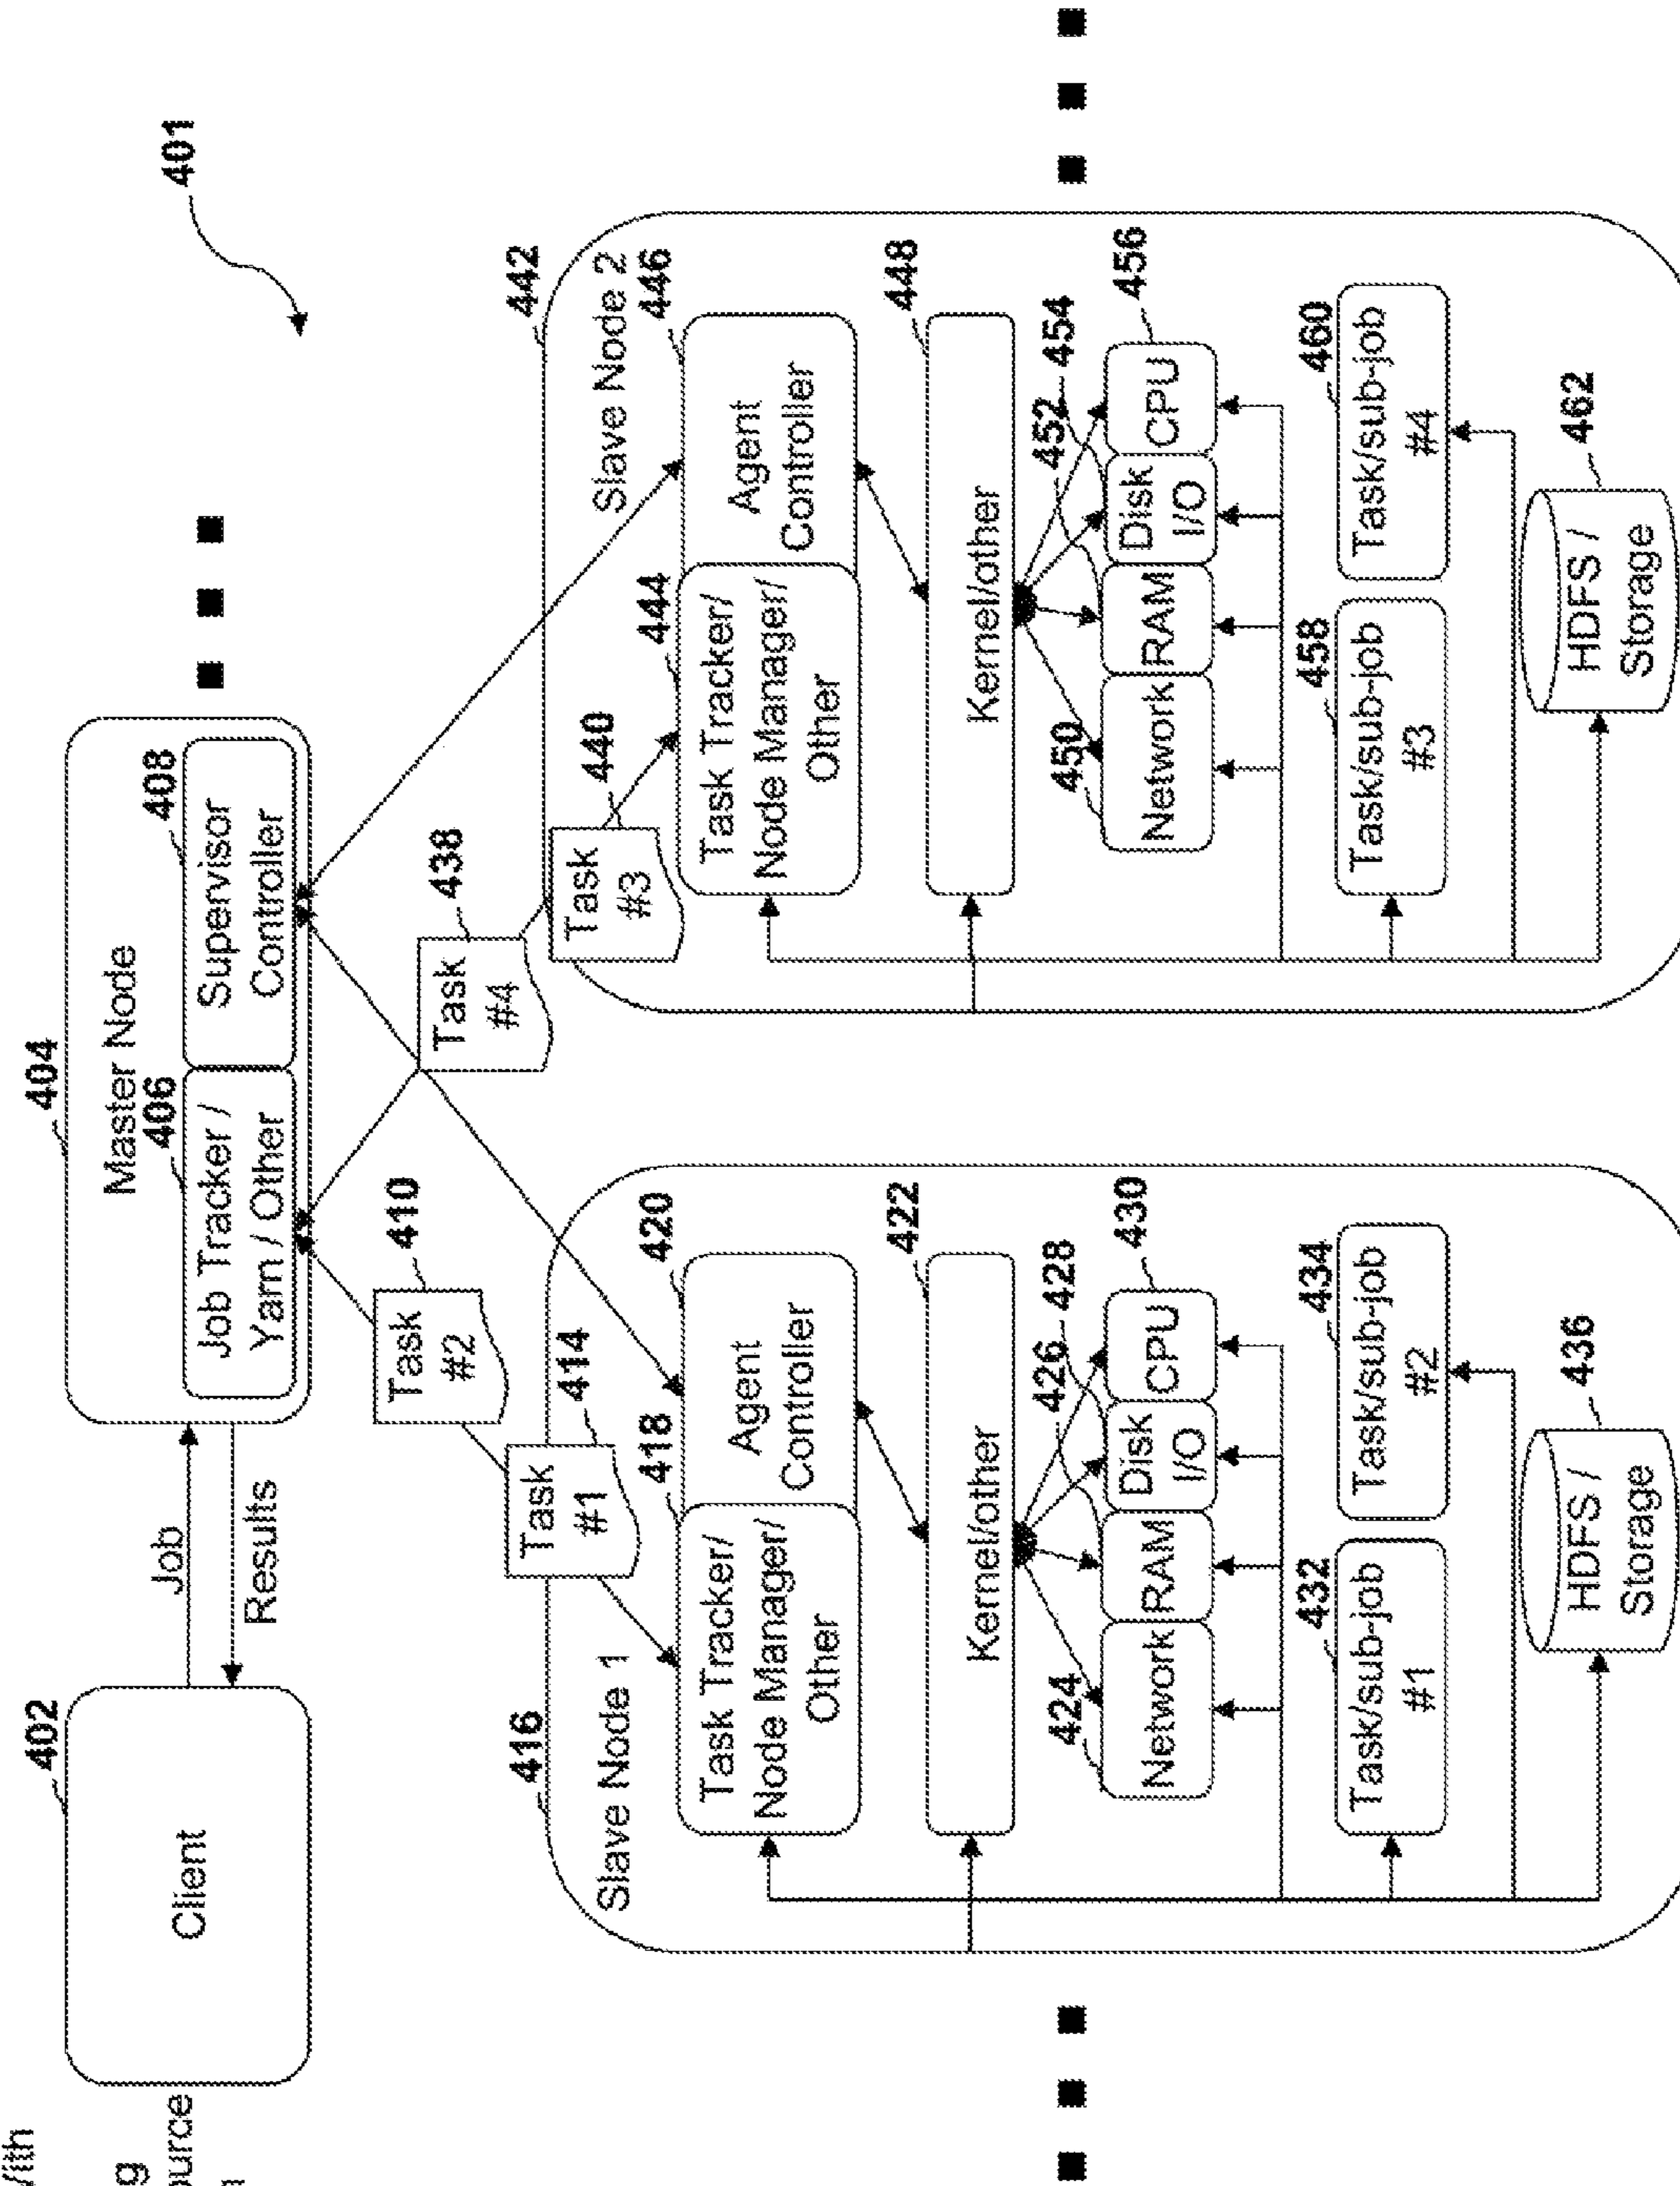 402
Client
Job
Results
404
Master Node
406
408
Job Tracker /
Yarn / Other
Supervisor
Controller
401
410
Task
#2
414
Task
#1
438
Task
#4
440
Task
#3
416
Slave Node 1
418
420
Task Tracker/
Node Manager/
Other
Agent
Controller
422
Kernel/other
424
426
428
430
Network
RAM
Disk
I/O
CPU
432
434
Task/sub-job
#1
Task/sub-job
#2
436
HDFS /
Storage
442
Slave Node 2
444
446
Task Tracker/
Node Manager/
Other
Agent
Controller
448
Kernel/other
450
452
454
456
Network
RAM
Disk
I/O
CPU
458
460
Task/sub-job
#3
Task/sub-job
#4
462
HDFS /
Storage